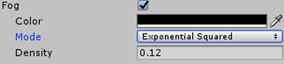 Fog
Color
Mode Exponential Squared
Density 0.12